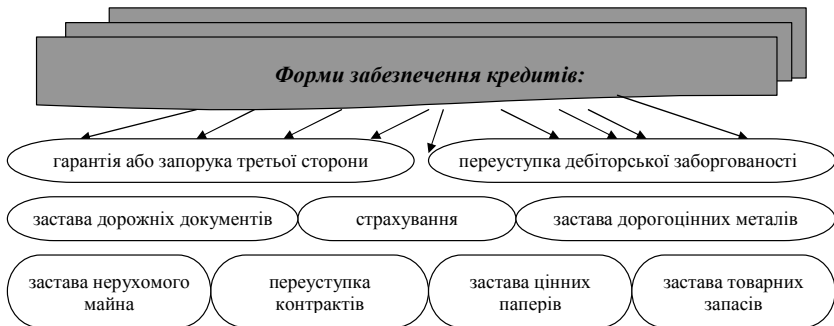 Форми забезпечення кредитів:
гарантія або запорука третьої сторони
переуступка дебіторської заборгованості
застава дорожніх документів
страхування
застава дорогоцінних металів
застава нерухомого
майна
переуступка
контрактів
застава цінних
паперів
застава товарних
запасів